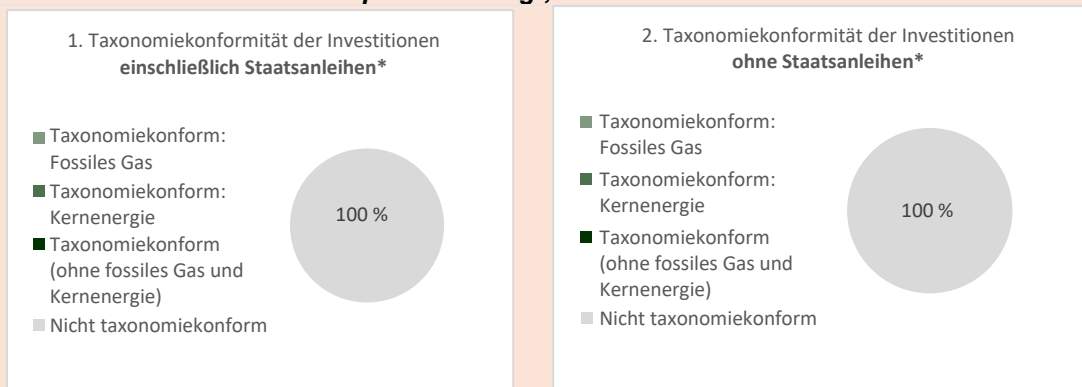 1. Taxonomiekonformität der Investitionen
einschließlich Staatsanleihen*
Taxonomiekonform:
Fossiles Gas
Taxonomiekonform:
Kernenergie
Taxonomiekonform
(ohne fossiles Gas und
Kernenergie)
Nicht taxonomiekonform
100 %
2. Taxonomiekonformität der Investitionen
ohne Staatsanleihen*
Taxonomiekonform:
Fossiles Gas
Taxonomiekonform:
Kernenergie
Taxonomiekonform
(ohne fossiles Gas und
Kernenergie)
Nicht taxonomiekonform
100 %